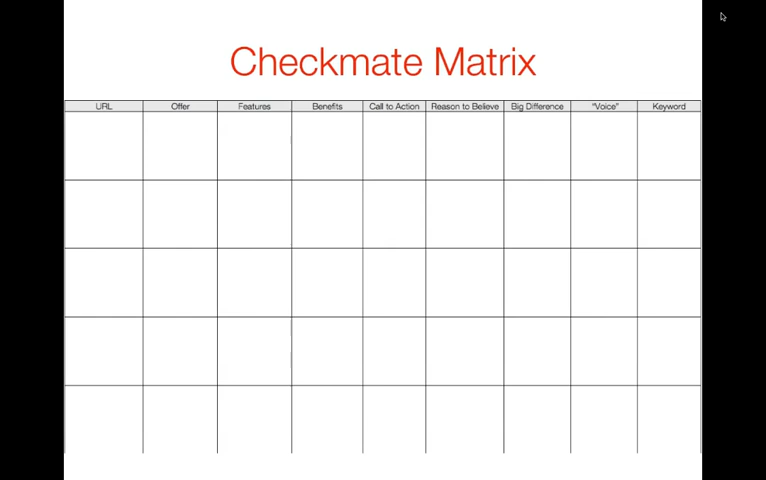 Checkmate Matrix
URL Offer Features Benefits Call to Action Reason to Believe Big Difference "Voice" Keyword